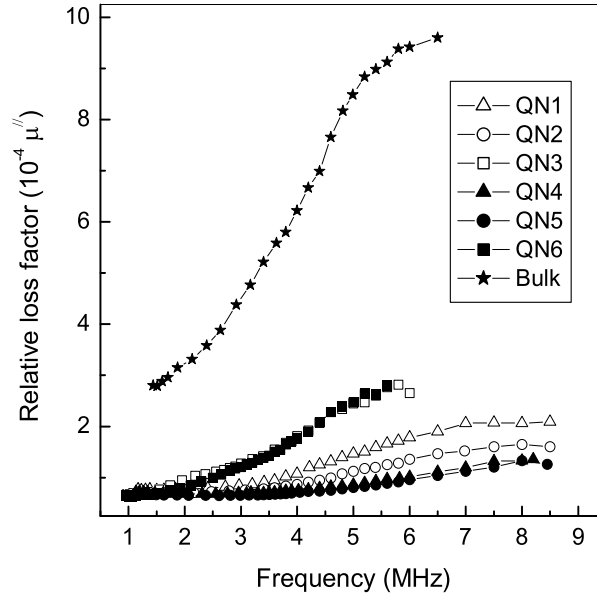 10
8
6
4
2
Relative loss factor (10⁻⁴ μ⁄⁄)
QN1
QN2
QN3
QN4
QN5
QN6
Bulk
1 2 3 4 5 6 7 8 9
Frequency (MHz)